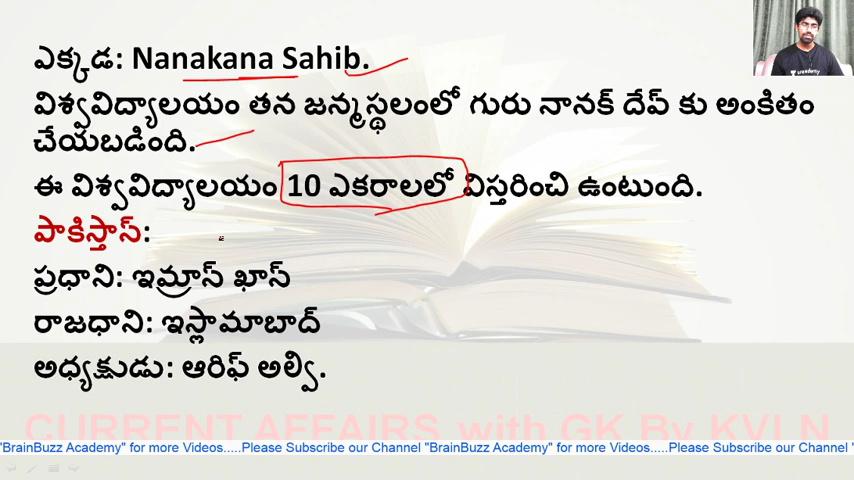 ఎక్కడ: Nanakana Sahib.
విశ్వవిద్యాలయం తన జన్మస్థలంలో గురు నానక్ దేవ్ కు అంకితం
చేయబడింది.
ఈ విశ్వవిద్యాలయం 10 ఎకరాలలో విస్తరించి ఉంటుంది.
పాకిస్తాన్:
ప్రధాని: ఇమ్రాన్ ఖాన్
రాజధాని: ఇస్లామాబాద్
అధ్యక్షుడు: ఆరిఫ్ అల్వి.
CURRENT AFFAIRS with GK By KVLN
"BrainBuzz Academy" for more Videos.....Please Subscribe our Channel "BrainBuzz Academy" for more Videos.....Please Subscribe our Channel "